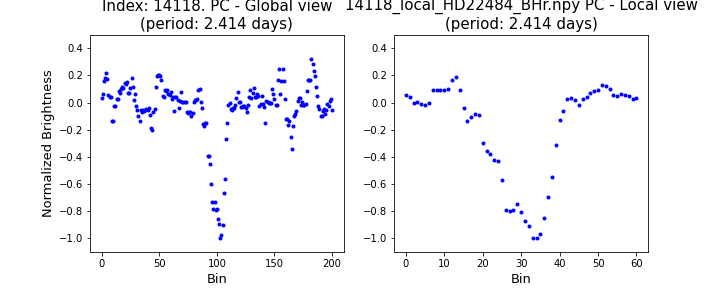 Index: 14118. PC - Global view
(period: 2.414 days)
14118_local_HD22484_BHr.npy PC - Local view
(period: 2.414 days)
Normalized Brightness
0.4
0.2
0.0
−0.2
−0.4
−0.6
−0.8
−1.0
0 50 100 150 200
Bin
0.4
0.2
0.0
−0.2
−0.4
−0.6
−0.8
−1.0
0 10 20 30 40 50 60
Bin